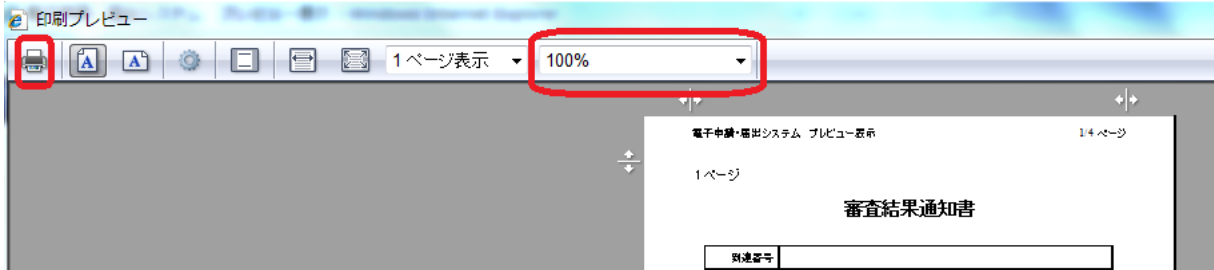 印刷プレビュー
1 ページ表示 100%
電子申請・届出システム プレビュー表示 1/4 ページ
1 ページ
審査結果通知書
到達番号